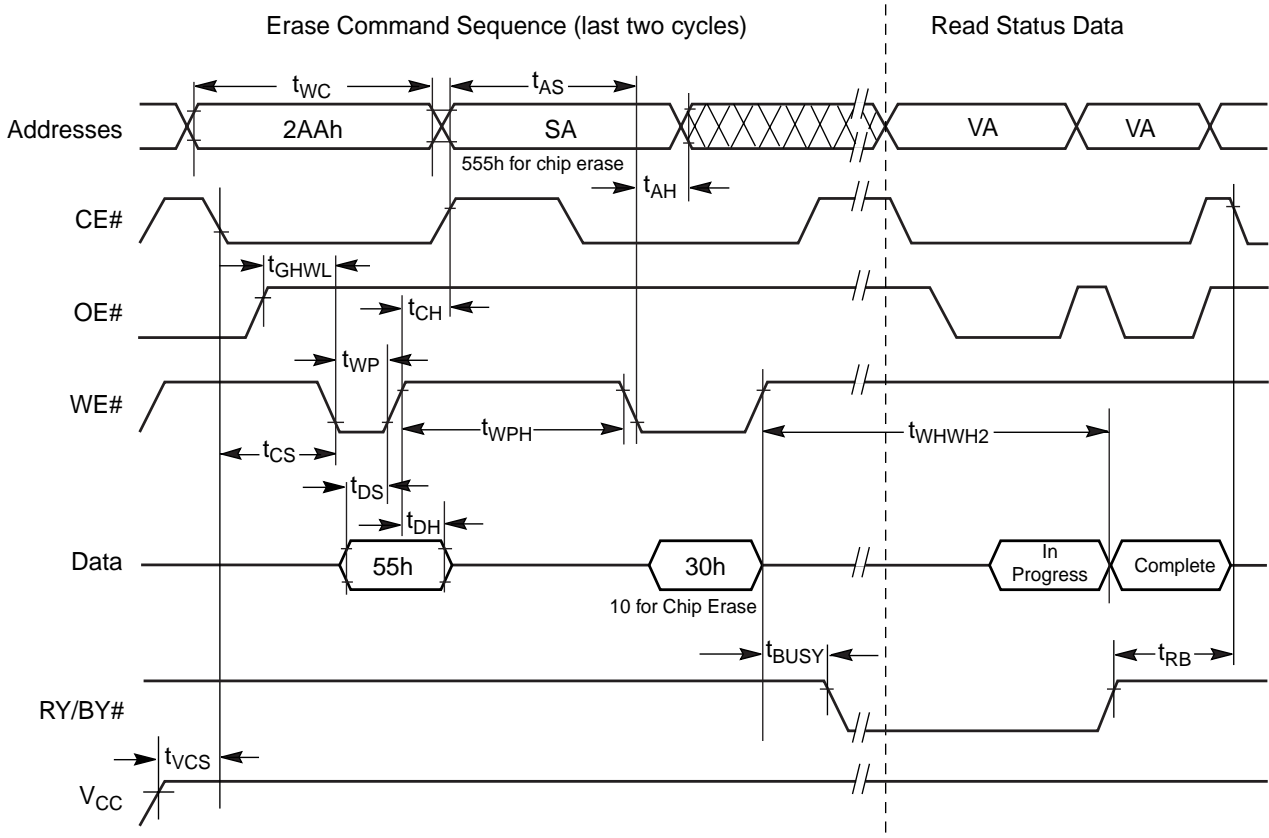 Erase Command Sequence (last two cycles)
Read Status Data
tWC
tAS
Addresses
2AAh
SA
VA
VA
555h for chip erase
tAH
CE#
tGHWL
OE#
tCH
tWP
WE#
tWPH
tWHWH2
tCS
tDS
tDH
Data
55h
30h
In
Progress
Complete
10 for Chip Erase
tBUSY
tRB
RY/BY#
tVCS
VCC